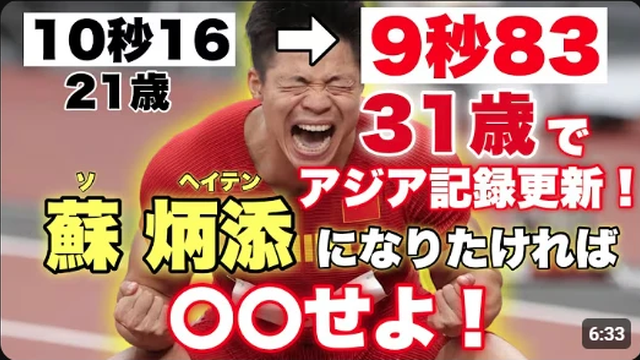 10秒16 → 9秒83
21歳
31歳で
アジア記録更新！
ソ ヘイテン
蘇 炳添になりたければ
〇〇せよ！
6:33